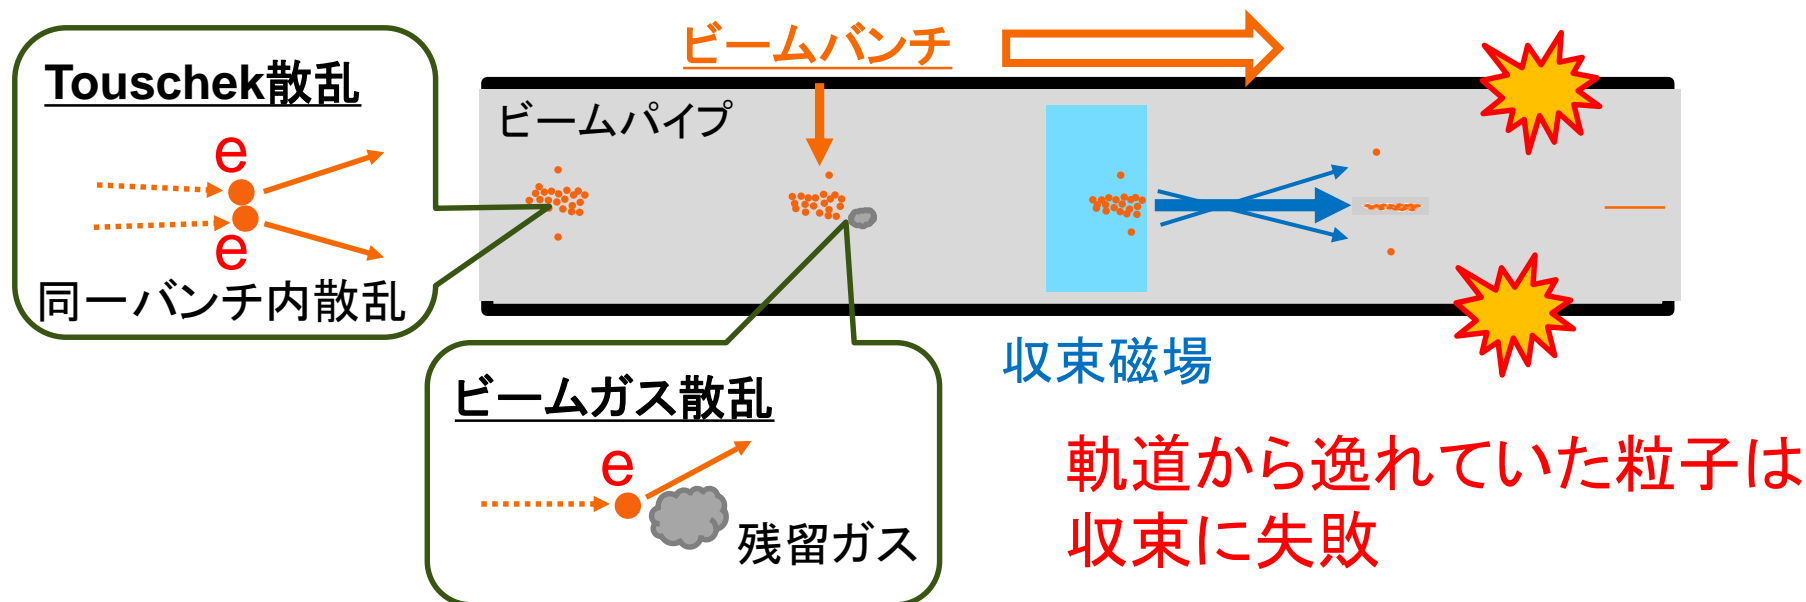 ビームバンチ
Touschek散乱
e
e
同一バンチ内散乱
ビームパイプ
収束磁場
ビームガス散乱
e
残留ガス
軌道から逸れていた粒子は
収束に失敗